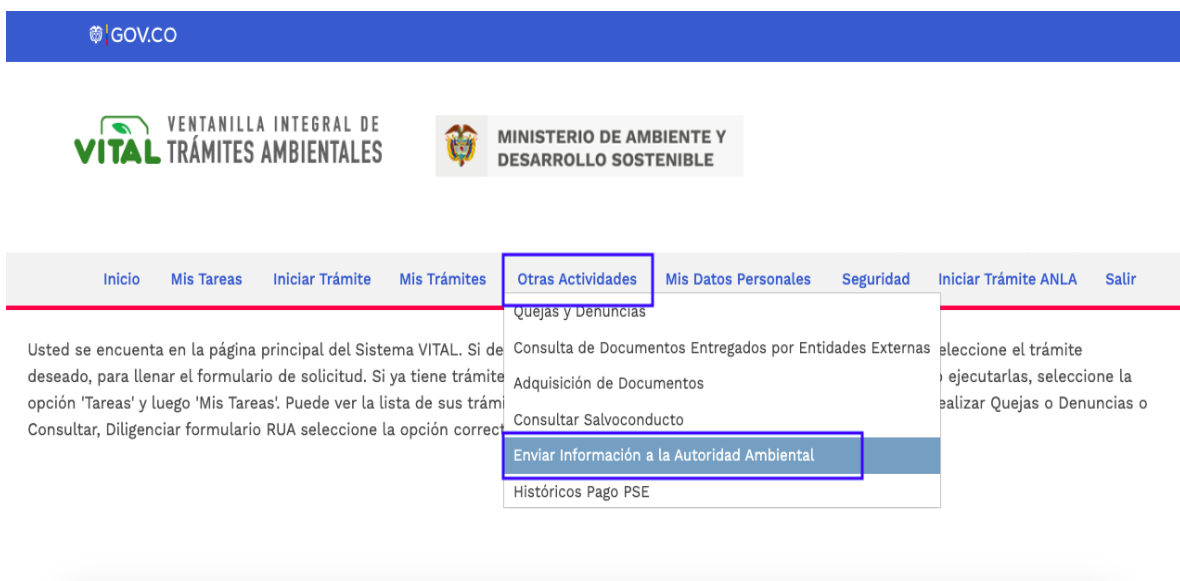 GOV.CO
VENTANILLA INTEGRAL DE
VITAL TRÁMITES AMBIENTALES
MINISTERIO DE AMBIENTE Y
DESARROLLO SOSTENIBLE
Inicio Mis Tareas Iniciar Trámite Mis Trámites Otras Actividades Mis Datos Personales Seguridad Iniciar Trámite ANLA Salir
Quejas y Denuncias
Consulta de Documentos Entregados por Entidades Externas
Adquisición de Documentos
Consultar Salvoconducto
Enviar Información a la Autoridad Ambiental
Históricos Pago PSE
Usted se encuenta en la página principal del Sistema VITAL. Si de eleccione el trámite
deseado, para llenar el formulario de solicitud. Si ya tiene trámite ejecutarlas, seleccione la
opción 'Tareas' y luego 'Mis Tareas'. Puede ver la lista de sus trámi ealizar Quejas o Denuncias o
Consultar, Diligenciar formulario RUA seleccione la opción correct